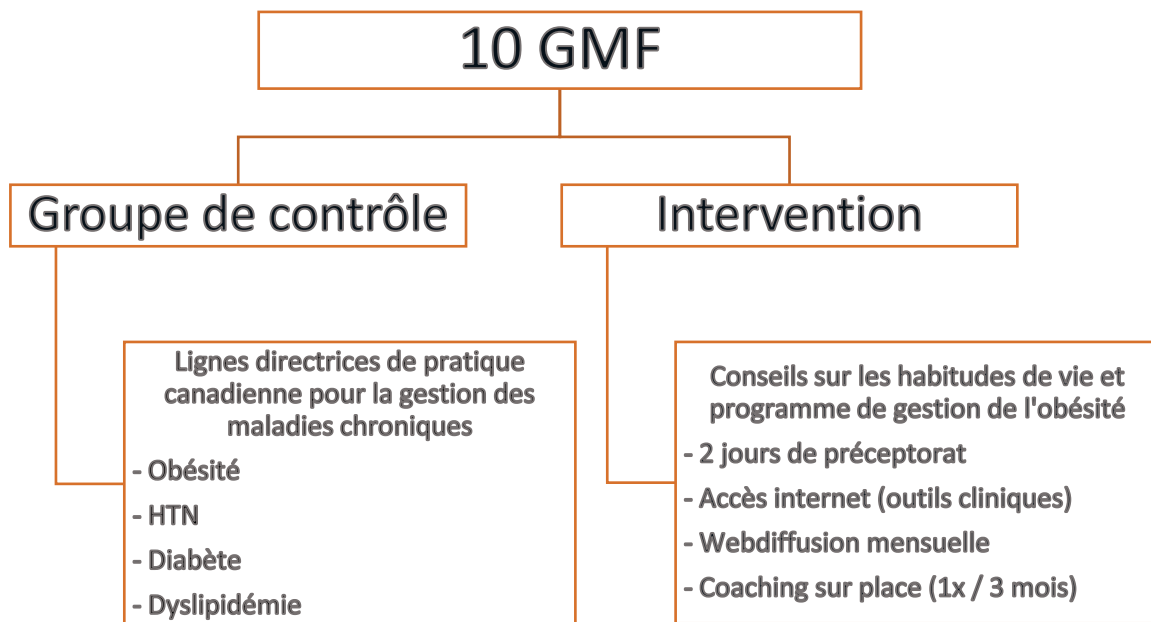 10 GMF
Groupe de contrôle
Intervention
Lignes directrices de pratique
canadienne pour la gestion des
maladies chroniques
- Obésité
- HTN
- Diabète
- Dyslipidémie
Conseils sur les habitudes de vie et
programme de gestion de l'obésité
- 2 jours de préceptorat
- Accès internet (outils cliniques)
- Webdiffusion mensuelle
- Coaching sur place (1x / 3 mois)